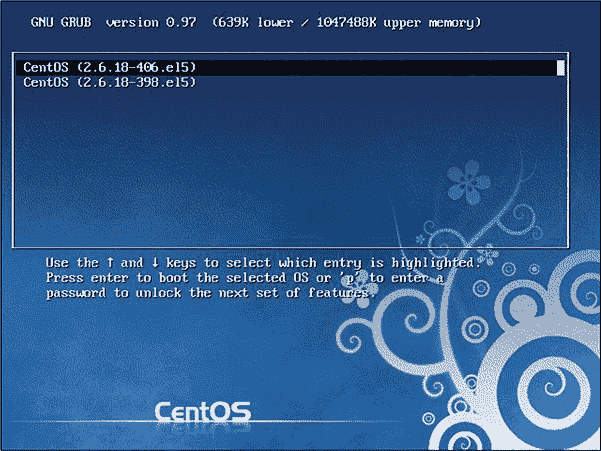 GNU GRUB version 0.97 (639K lower / 1047488K upper memory)
CentOS (2.6.18-406.el5)
CentOS (2.6.18-398.el5)
Use the ↑ and ↓ keys to select which entry is highlighted.
Press enter to boot the selected OS or 'p' to enter a
password to unlock the next set of features.
CentOS